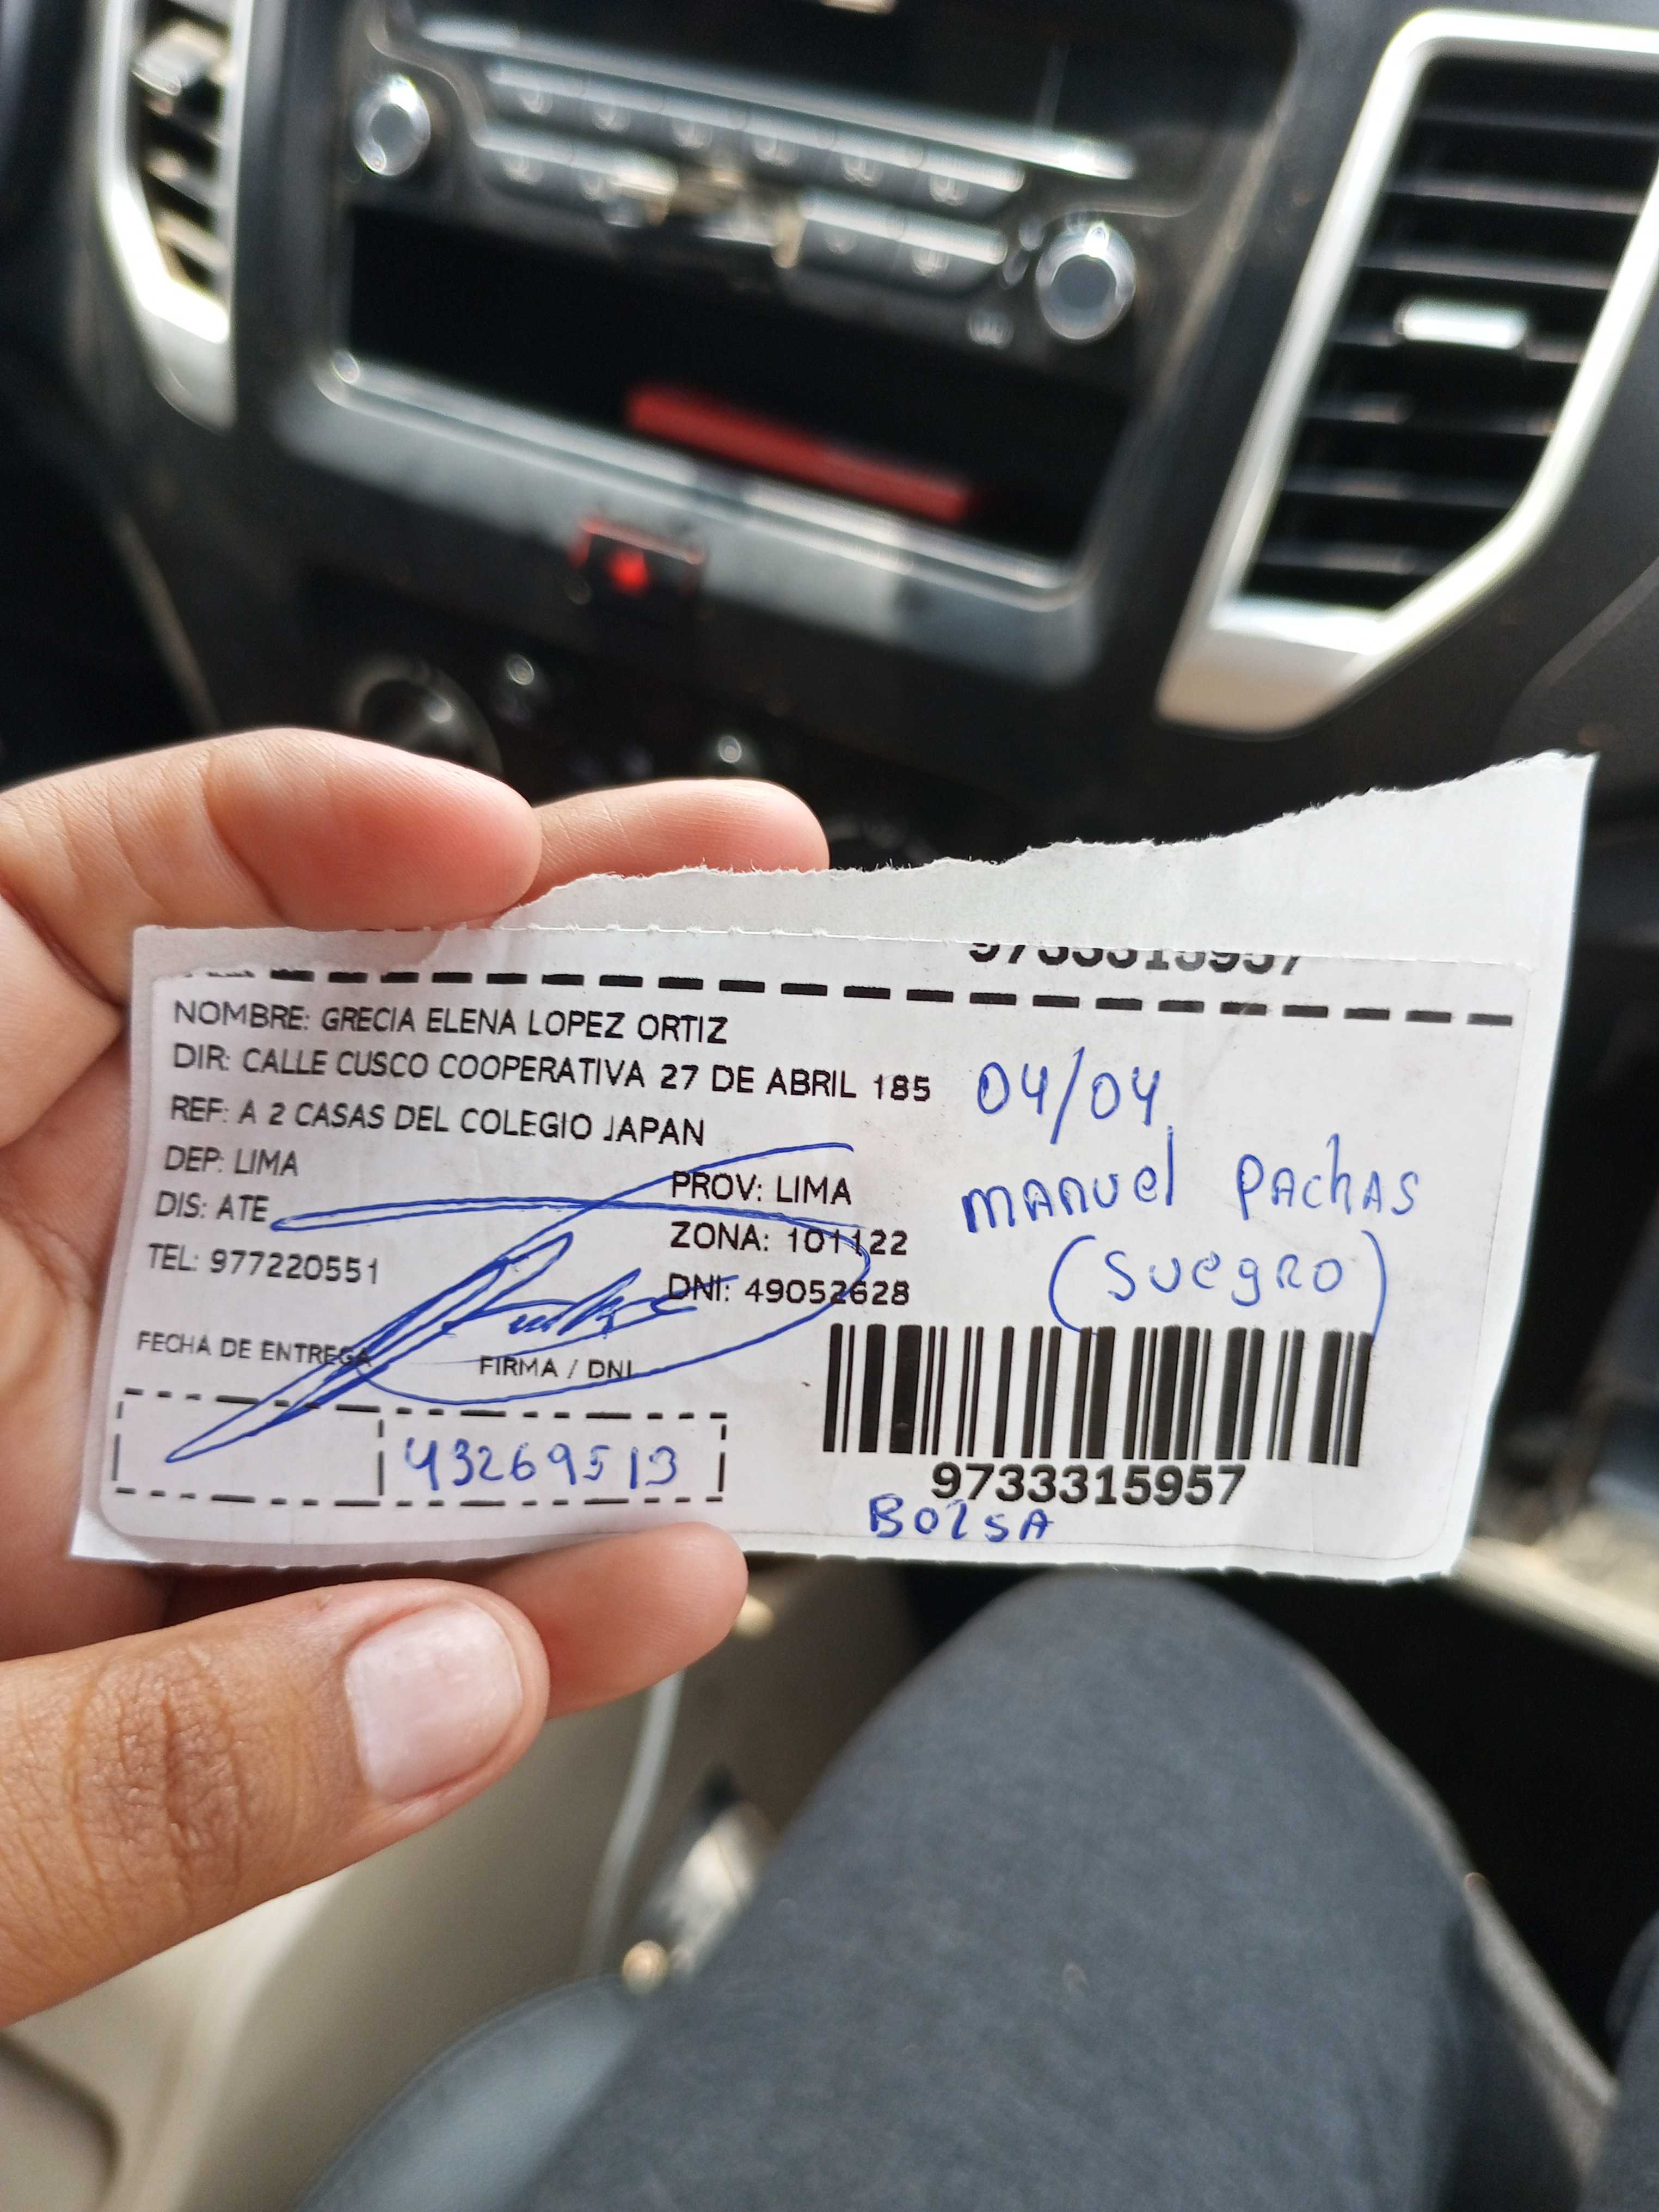 9733315957
NOMBRE: GRECIA ELENA LOPEZ ORTIZ
DIR: CALLE CUSCO COOPERATIVA 27 DE ABRIL 185
REF: A 2 CASAS DEL COLEGIO JAPAN
DEP: LIMA
PROV: LIMA
DIS: ATE
ZONA: 101122
TEL: 977220551
DNI: 49052628
FECHA DE ENTREGA
FIRMA / DNI
43269513
04/04
MANUEL PACHAS
(SUEGRO)
9733315957
BOLSA